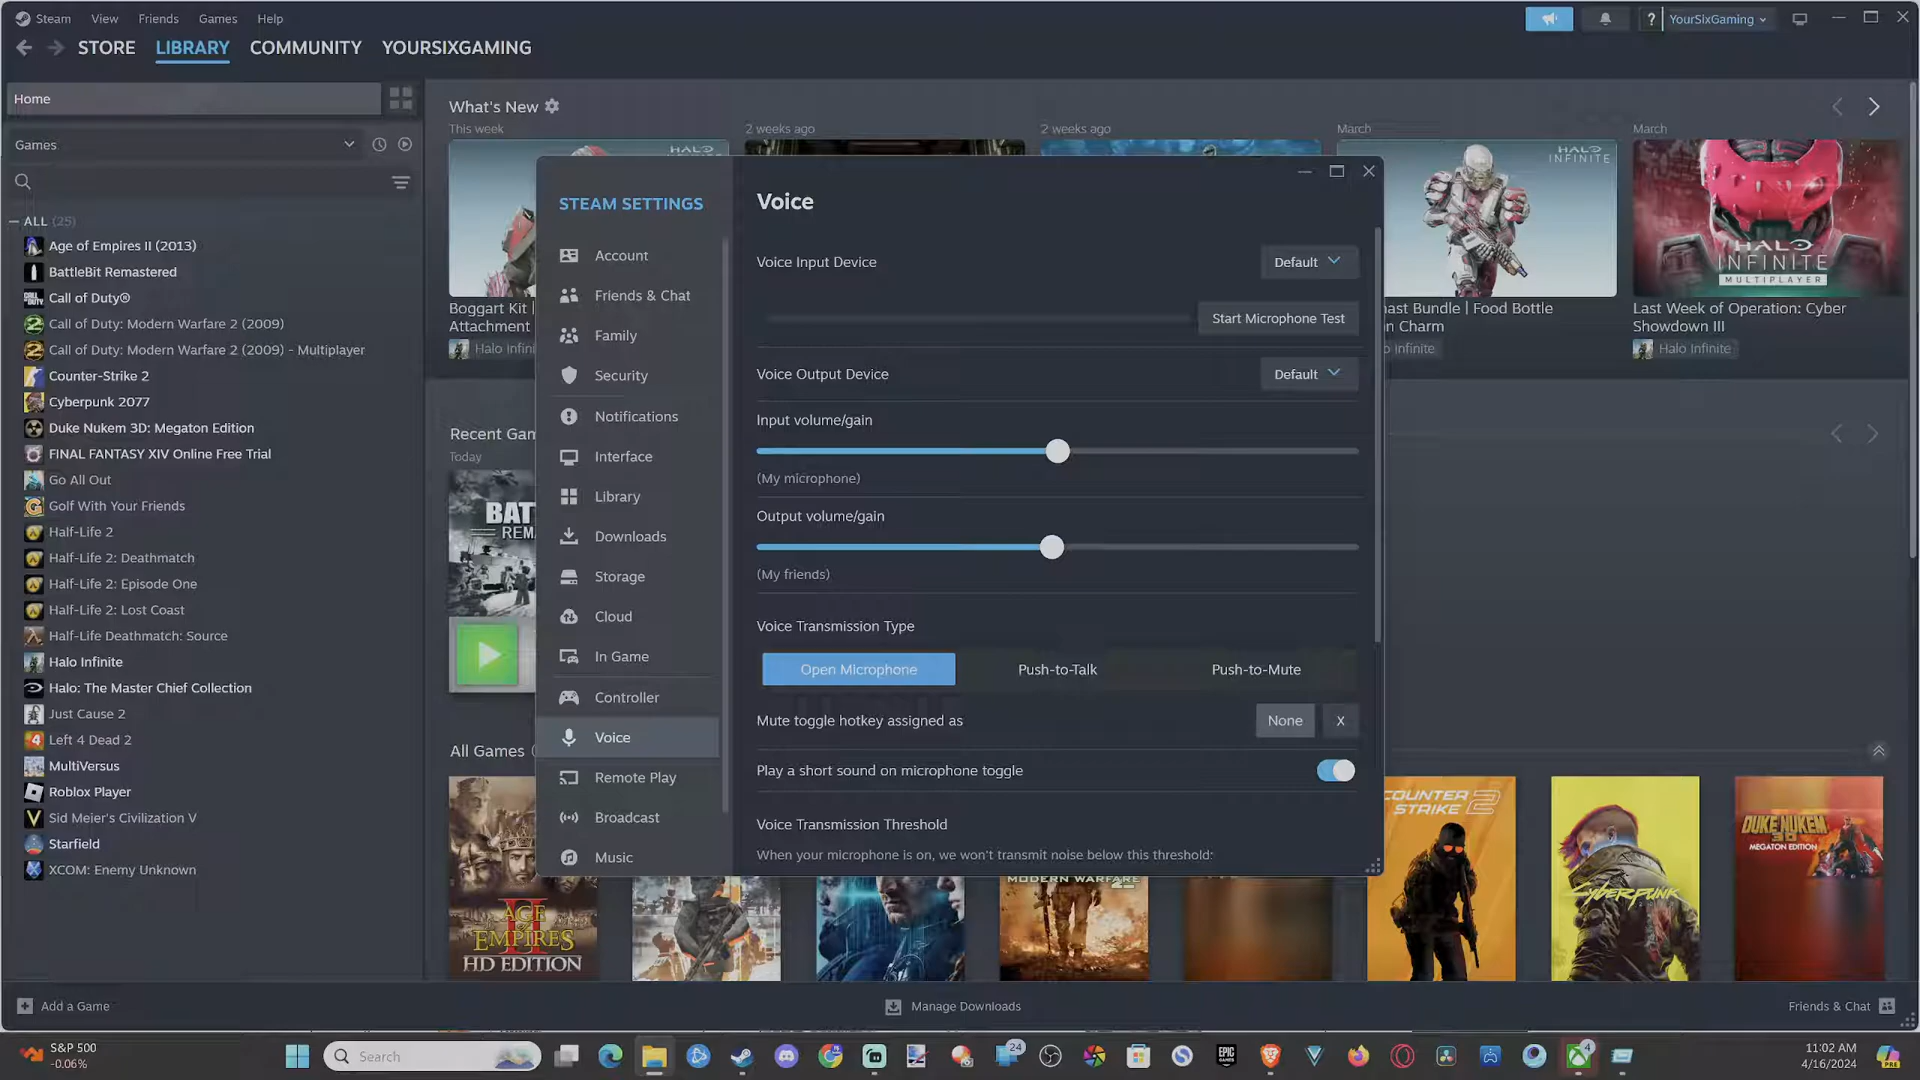 Steam View Friends Games Help
? YourSixGaming
STORE LIBRARY COMMUNITY YOURSIXGAMING
Home
Games
ALL (25)
Age of Empires II (2013)
BattleBit Remastered
Call of Duty®
Call of Duty: Modern Warfare 2 (2009)
Call of Duty: Modern Warfare 2 (2009) - Multiplayer
Counter-Strike 2
Cyberpunk 2077
Duke Nukem 3D: Megaton Edition
FINAL FANTASY XIV Online Free Trial
Go All Out
Golf With Your Friends
Half-Life 2
Half-Life 2: Deathmatch
Half-Life 2: Episode One
Half-Life 2: Lost Coast
Half-Life Deathmatch: Source
Halo Infinite
Halo: The Master Chief Collection
Just Cause 2
Left 4 Dead 2
MultiVersus
Roblox Player
Sid Meier's Civilization V
Starfield
XCOM: Enemy Unknown
What's New
This week 2 weeks ago 2 weeks ago March March
HALO
INFINITE
HALO
INFINITE
MULTIPLAYER
Boggart Kit |
Attachment
Halo Infini
nast Bundle | Food Bottle
n Charm
o Infinite
Last Week of Operation: Cyber
Showdown III
Halo Infinite
Recent Gam
Today
BAT
REM
All Games (
STEAM SETTINGS
Account
Friends & Chat
Family
Security
Notifications
Interface
Library
Downloads
Storage
Cloud
In Game
Controller
Voice
Remote Play
Broadcast
Music
Voice
Voice Input Device Default
Start Microphone Test
Voice Output Device Default
Input volume/gain
(My microphone)
Output volume/gain
(My friends)
Voice Transmission Type
Open Microphone Push-to-Talk Push-to-Mute
Mute toggle hotkey assigned as None X
Play a short sound on microphone toggle
Voice Transmission Threshold
When your microphone is on, we won't transmit noise below this threshold:
AGE
OF
EMPIRES
II
HD EDITION
MODERN WARFARE
2
COUNTER
STRIKE 2
CYBERPUNK
DUKE NUKEM
3D
MEGATON EDITION
Add a Game Manage Downloads Friends & Chat
S&P 500
-0.06%
Search
24
EPIC
GAMES
4
11:02 AM
4/16/2024
PRE